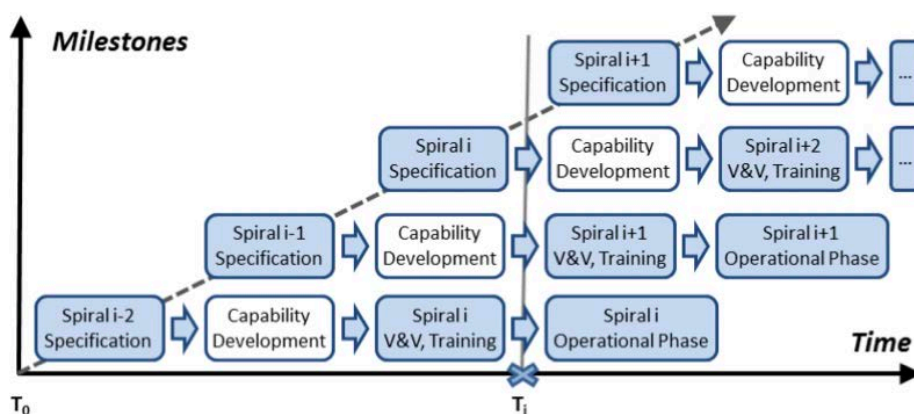 Milestones
Spiral i+1
Specification
Capability
Development
...
Spiral i
Specification
Capability
Development
Spiral i+2
V&V, Training
...
Spiral i-1
Specification
Capability
Development
Spiral i+1
V&V, Training
Spiral i+1
Operational Phase
Spiral i-2
Specification
Capability
Development
Spiral i
V&V, Training
Spiral i
Operational Phase
Time
T0
Ti